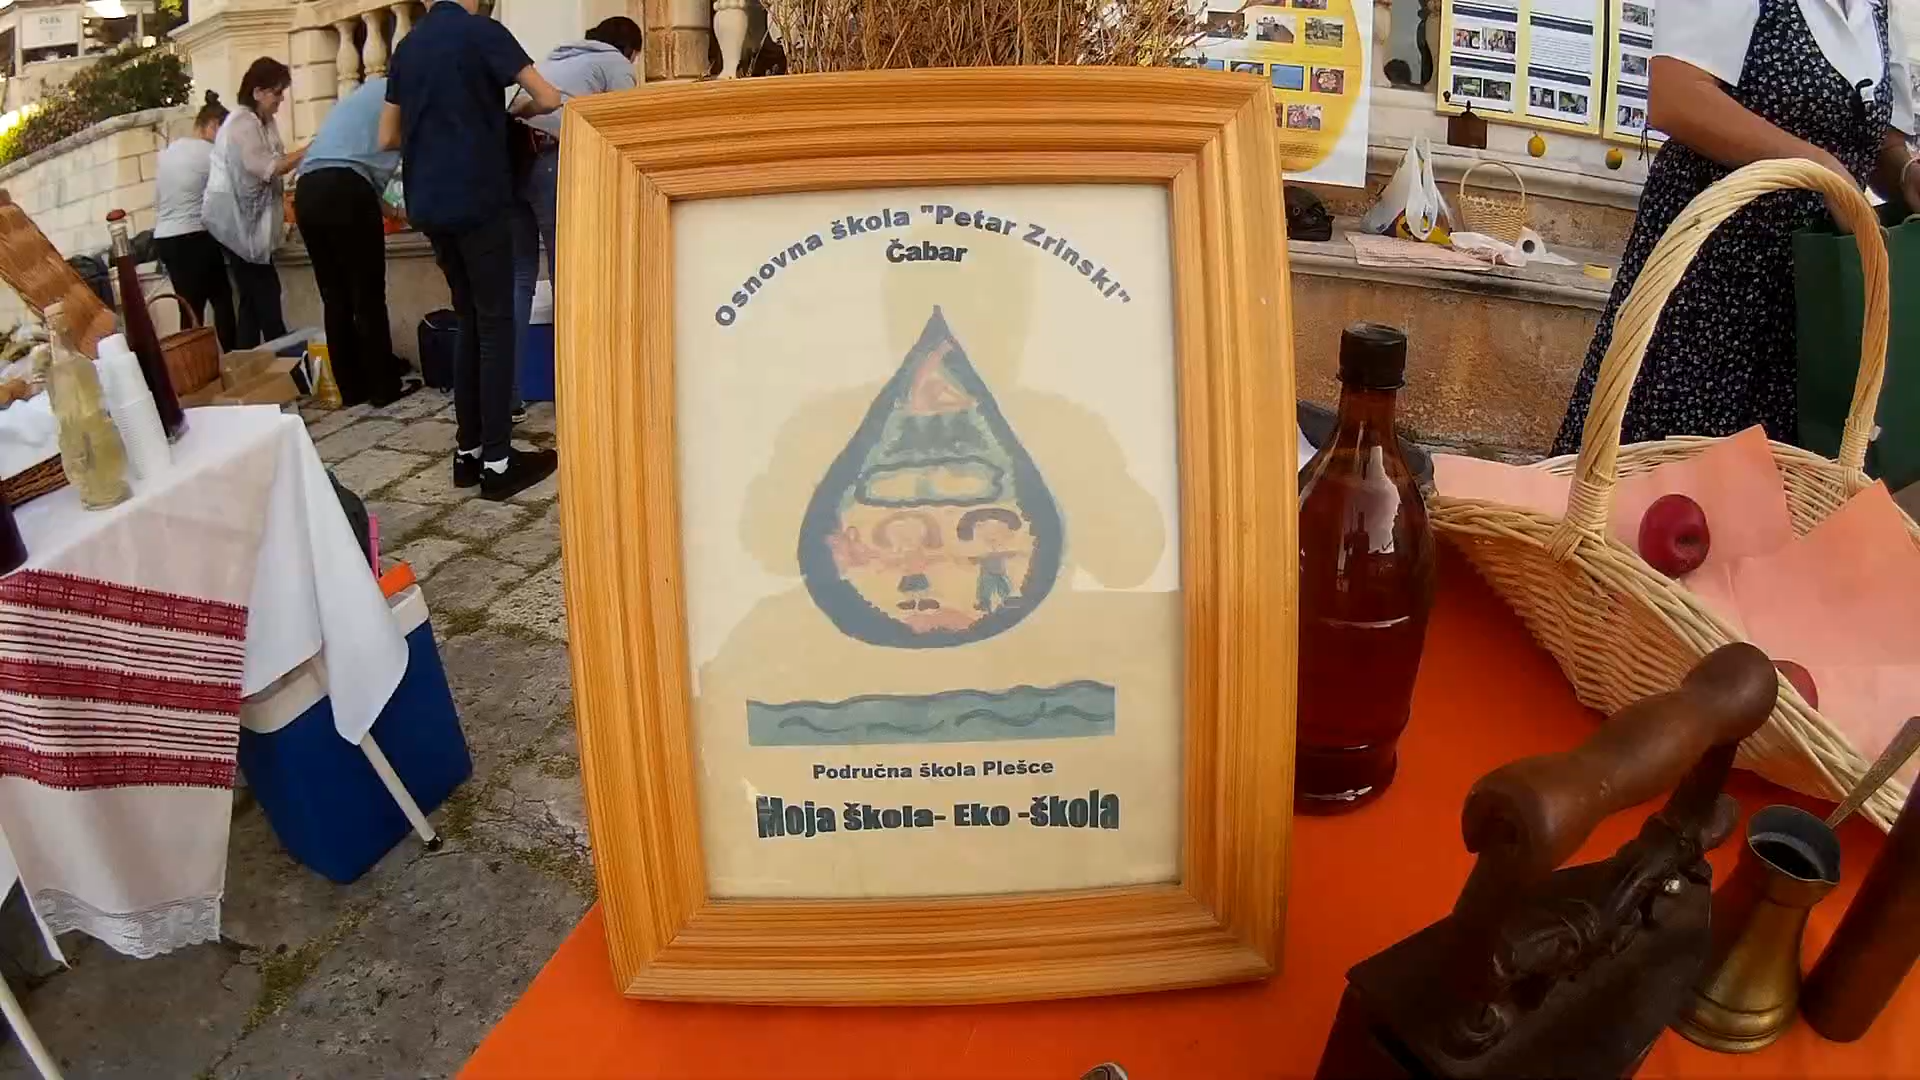 Osnovna škola "Petar Zrinski"
Čabar
Područna škola Plešce
Moja škola- Eko -škola